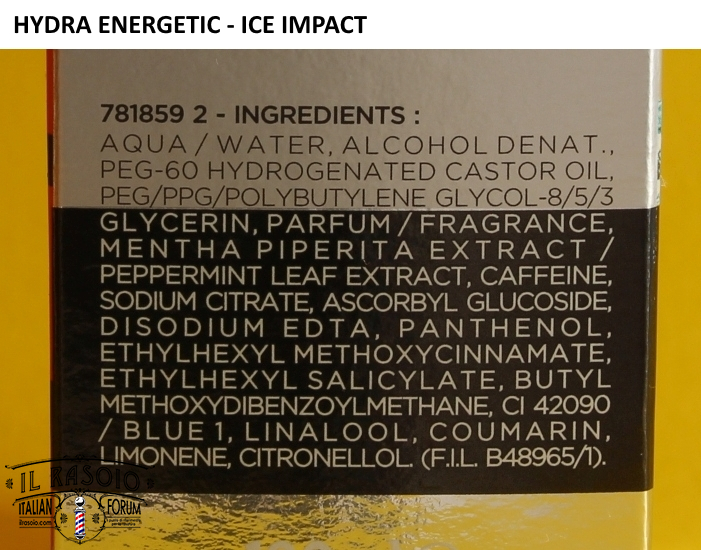 HYDRA ENERGETIC - ICE IMPACT
781859 2 - INGREDIENTS :
AQUA / WATER, ALCOHOL DENAT.,
PEG-60 HYDROGENATED CASTOR OIL,
PEG/PPG/POLYBUTYLENE GLYCOL-8/5/3
GLYCERIN, PARFUM / FRAGRANCE,
MENTHA PIPERITA EXTRACT /
PEPPERMINT LEAF EXTRACT, CAFFEINE,
SODIUM CITRATE, ASCORBYL GLUCOSIDE,
DISODIUM EDTA, PANTHENOL,
ETHYLHEXYL METHOXYCINNAMATE,
ETHYLHEXYL SALICYLATE, BUTYL
METHOXYDIBENZOYLMETHANE, CI 42090
/ BLUE 1, LINALOOL, COUMARIN,
LIMONENE, CITRONELLOL. (F.I.L. B48965/1).
IL RASOIO
ITALIAN FORUM
ilrasoio.com